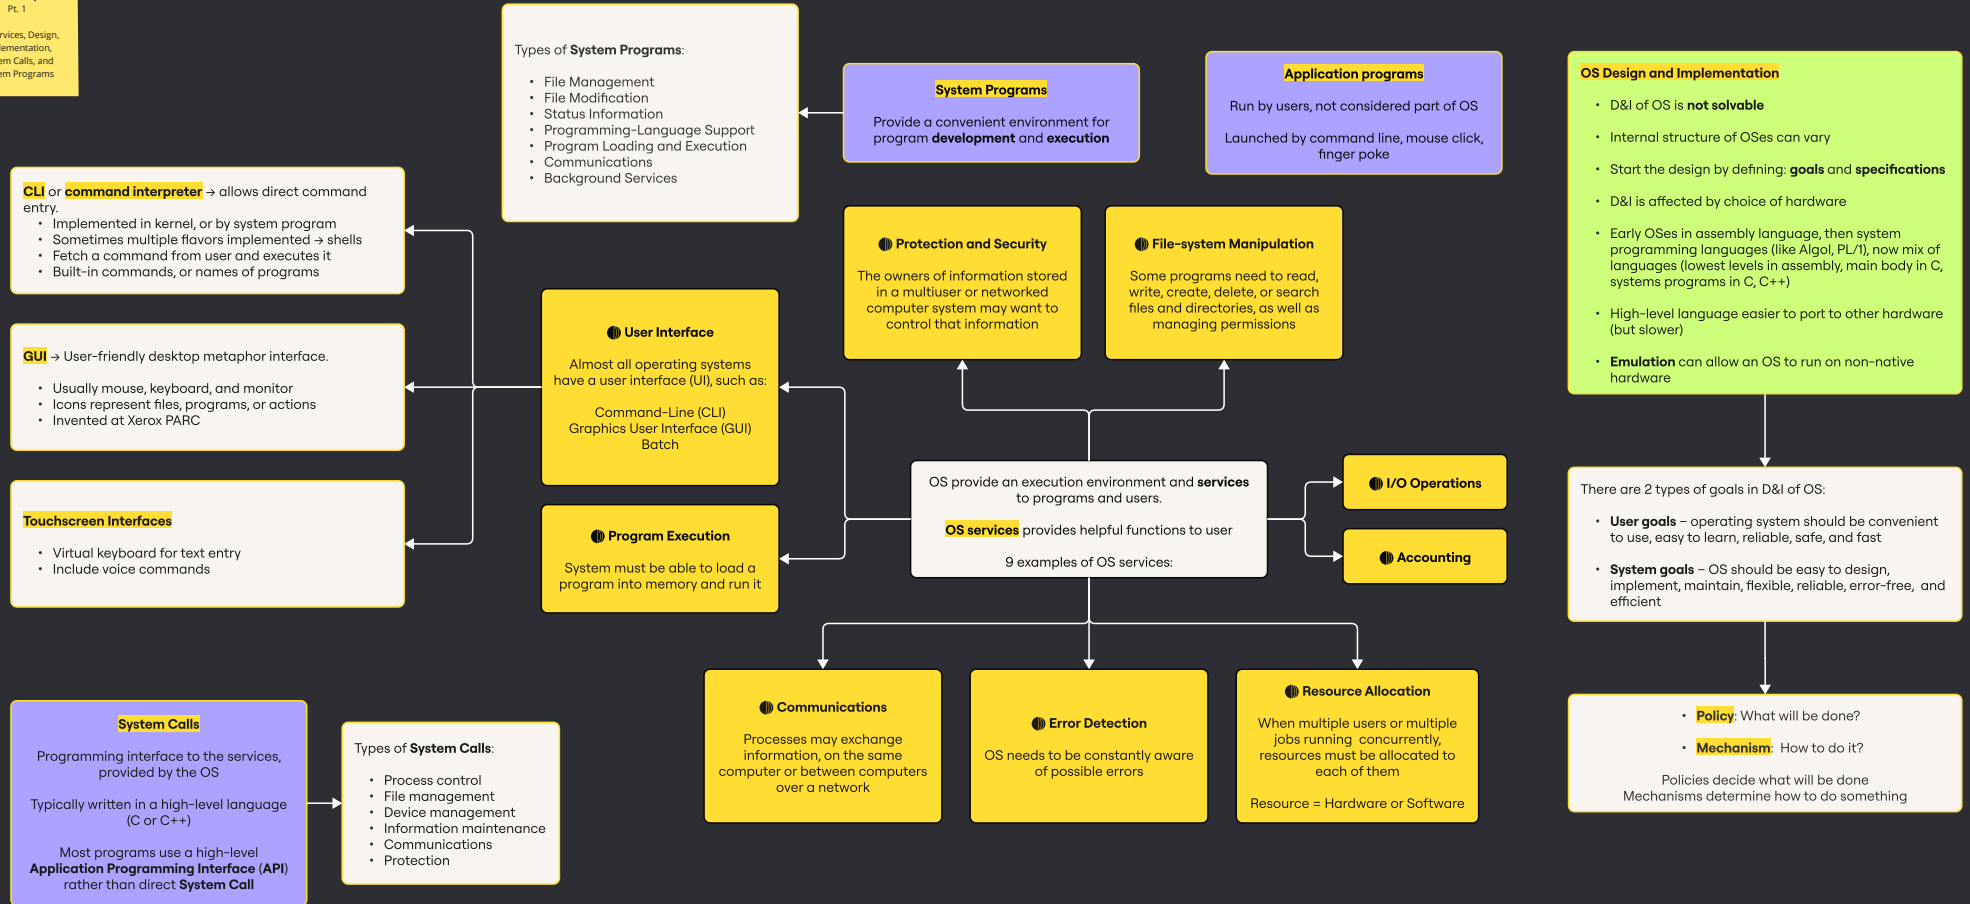 Pt. 1
rvices, Design,
lementation,
em Calls, and
em Programs
Types of System Programs:
• File Management
• File Modification
• Status Information
• Programming-Language Support
• Program Loading and Execution
• Communications
• Background Services
System Programs
Provide a convenient environment for
program development and execution
Application programs
Run by users, not considered part of OS
Launched by command line, mouse click,
finger poke
OS Design and Implementation
• D&I of OS is not solvable
• Internal structure of OSes can vary
• Start the design by defining: goals and specifications
• D&I is affected by choice of hardware
• Early OSes in assembly language, then system
programming languages (like Algol, PL/1), now mix of
languages (lowest levels in assembly, main body in C,
systems programs in C, C++)
• High-level language easier to port to other hardware
(but slower)
• Emulation can allow an OS to run on non-native
hardware
CLI or command interpreter → allows direct command
entry.
• Implemented in kernel, or by system program
• Sometimes multiple flavors implemented → shells
• Fetch a command from user and executes it
• Built-in commands, or names of programs
GUI → User-friendly desktop metaphor interface.
• Usually mouse, keyboard, and monitor
• Icons represent files, programs, or actions
• Invented at Xerox PARC
Touchscreen Interfaces
• Virtual keyboard for text entry
• Include voice commands
User Interface
Almost all operating systems
have a user interface (UI), such as:
Command-Line (CLI)
Graphics User Interface (GUI)
Batch
Program Execution
System must be able to load a
program into memory and run it
Protection and Security
The owners of information stored
in a multiuser or networked
computer system may want to
control that information
File-system Manipulation
Some programs need to read,
write, create, delete, or search
files and directories, as well as
managing permissions
OS provide an execution environment and services
to programs and users.
OS services provides helpful functions to user
9 examples of OS services:
I/O Operations
Accounting
There are 2 types of goals in D&I of OS:
• User goals – operating system should be convenient
to use, easy to learn, reliable, safe, and fast
• System goals – OS should be easy to design,
implement, maintain, flexible, reliable, error-free, and
efficient
Communications
Processes may exchange
information, on the same
computer or between computers
over a network
Error Detection
OS needs to be constantly aware
of possible errors
Resource Allocation
When multiple users or multiple
jobs running concurrently,
resources must be allocated to
each of them
Resource = Hardware or Software
• Policy: What will be done?
• Mechanism: How to do it?
Policies decide what will be done
Mechanisms determine how to do something
System Calls
Programming interface to the services,
provided by the OS
Typically written in a high-level language
(C or C++)
Most programs use a high-level
Application Programming Interface (API)
rather than direct System Call
Types of System Calls:
• Process control
• File management
• Device management
• Information maintenance
• Communications
• Protection